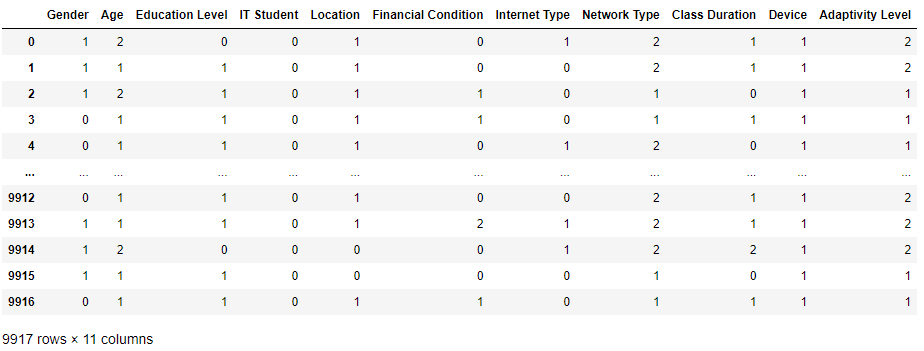 Gender Age Education Level IT Student Location Financial Condition Internet Type Network Type Class Duration Device Adaptivity Level
0 1 2 0 0 1 0 1 2 1 1 2
1 1 1 1 0 1 0 0 2 1 1 2
2 1 2 1 0 1 1 0 1 0 1 1
3 0 1 1 0 1 1 0 1 1 1 1
4 0 1 1 0 1 0 1 2 0 1 1
... ... ... ... ... ... ... ... ... ... ... ...
9912 0 1 1 0 1 0 0 2 1 1 2
9913 1 1 1 0 1 2 1 2 1 1 2
9914 1 2 0 0 0 0 1 2 2 1 2
9915 1 1 1 0 0 0 0 1 0 1 1
9916 0 1 1 0 1 1 0 1 1 1 1
9917 rows × 11 columns